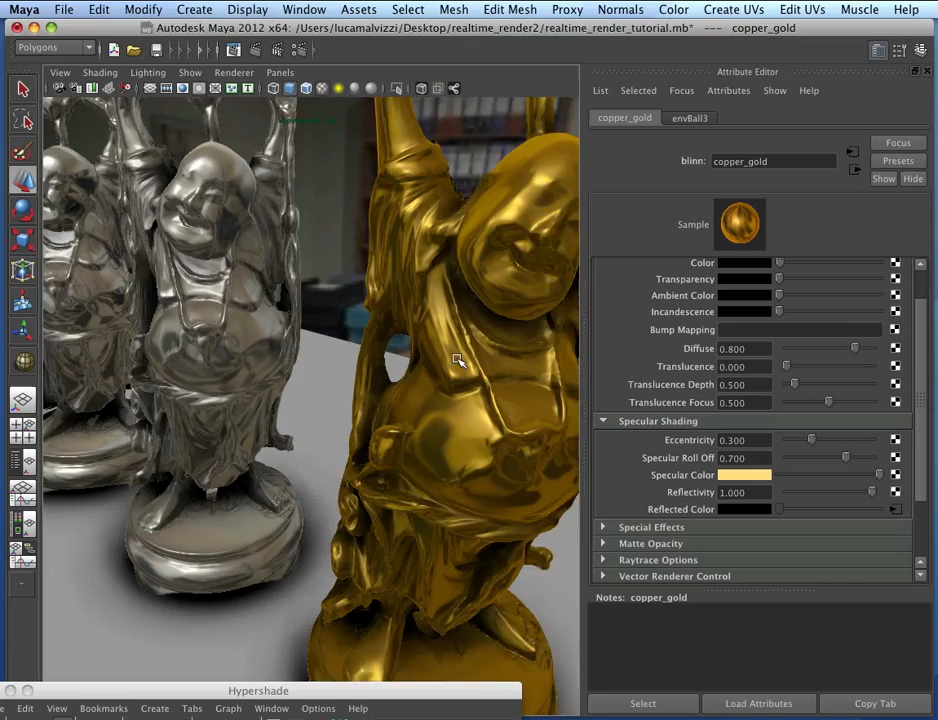 Maya File Edit Modify Create Display Window Assets Select Mesh Edit Mesh Proxy Normals Color Create UVs Edit UVs Muscle Help
Autodesk Maya 2012 x64: /Users/lucamalvizzi/Desktop/realtime_render2/realtime_render_tutorial.mb* --- copper_gold
Polygons
Attribute Editor
View Shading Lighting Show Renderer Panels
List Selected Focus Attributes Show Help
copper_gold envBall3
Focus
blinn: copper_gold
Presets
Show Hide
Sample
Color
Transparency
Ambient Color
Incandescence
Bump Mapping
Diffuse 0.800
Translucence 0.000
Translucence Depth 0.500
Translucence Focus 0.500
Specular Shading
Eccentricity 0.300
Specular Roll Off 0.700
Specular Color
Reflectivity 1.000
Reflected Color
Special Effects
Matte Opacity
Raytrace Options
Vector Renderer Control
Notes: copper_gold
Hypershade
Edit View Bookmarks Create Tabs Graph Window Options Help
Select Load Attributes Copy Tab